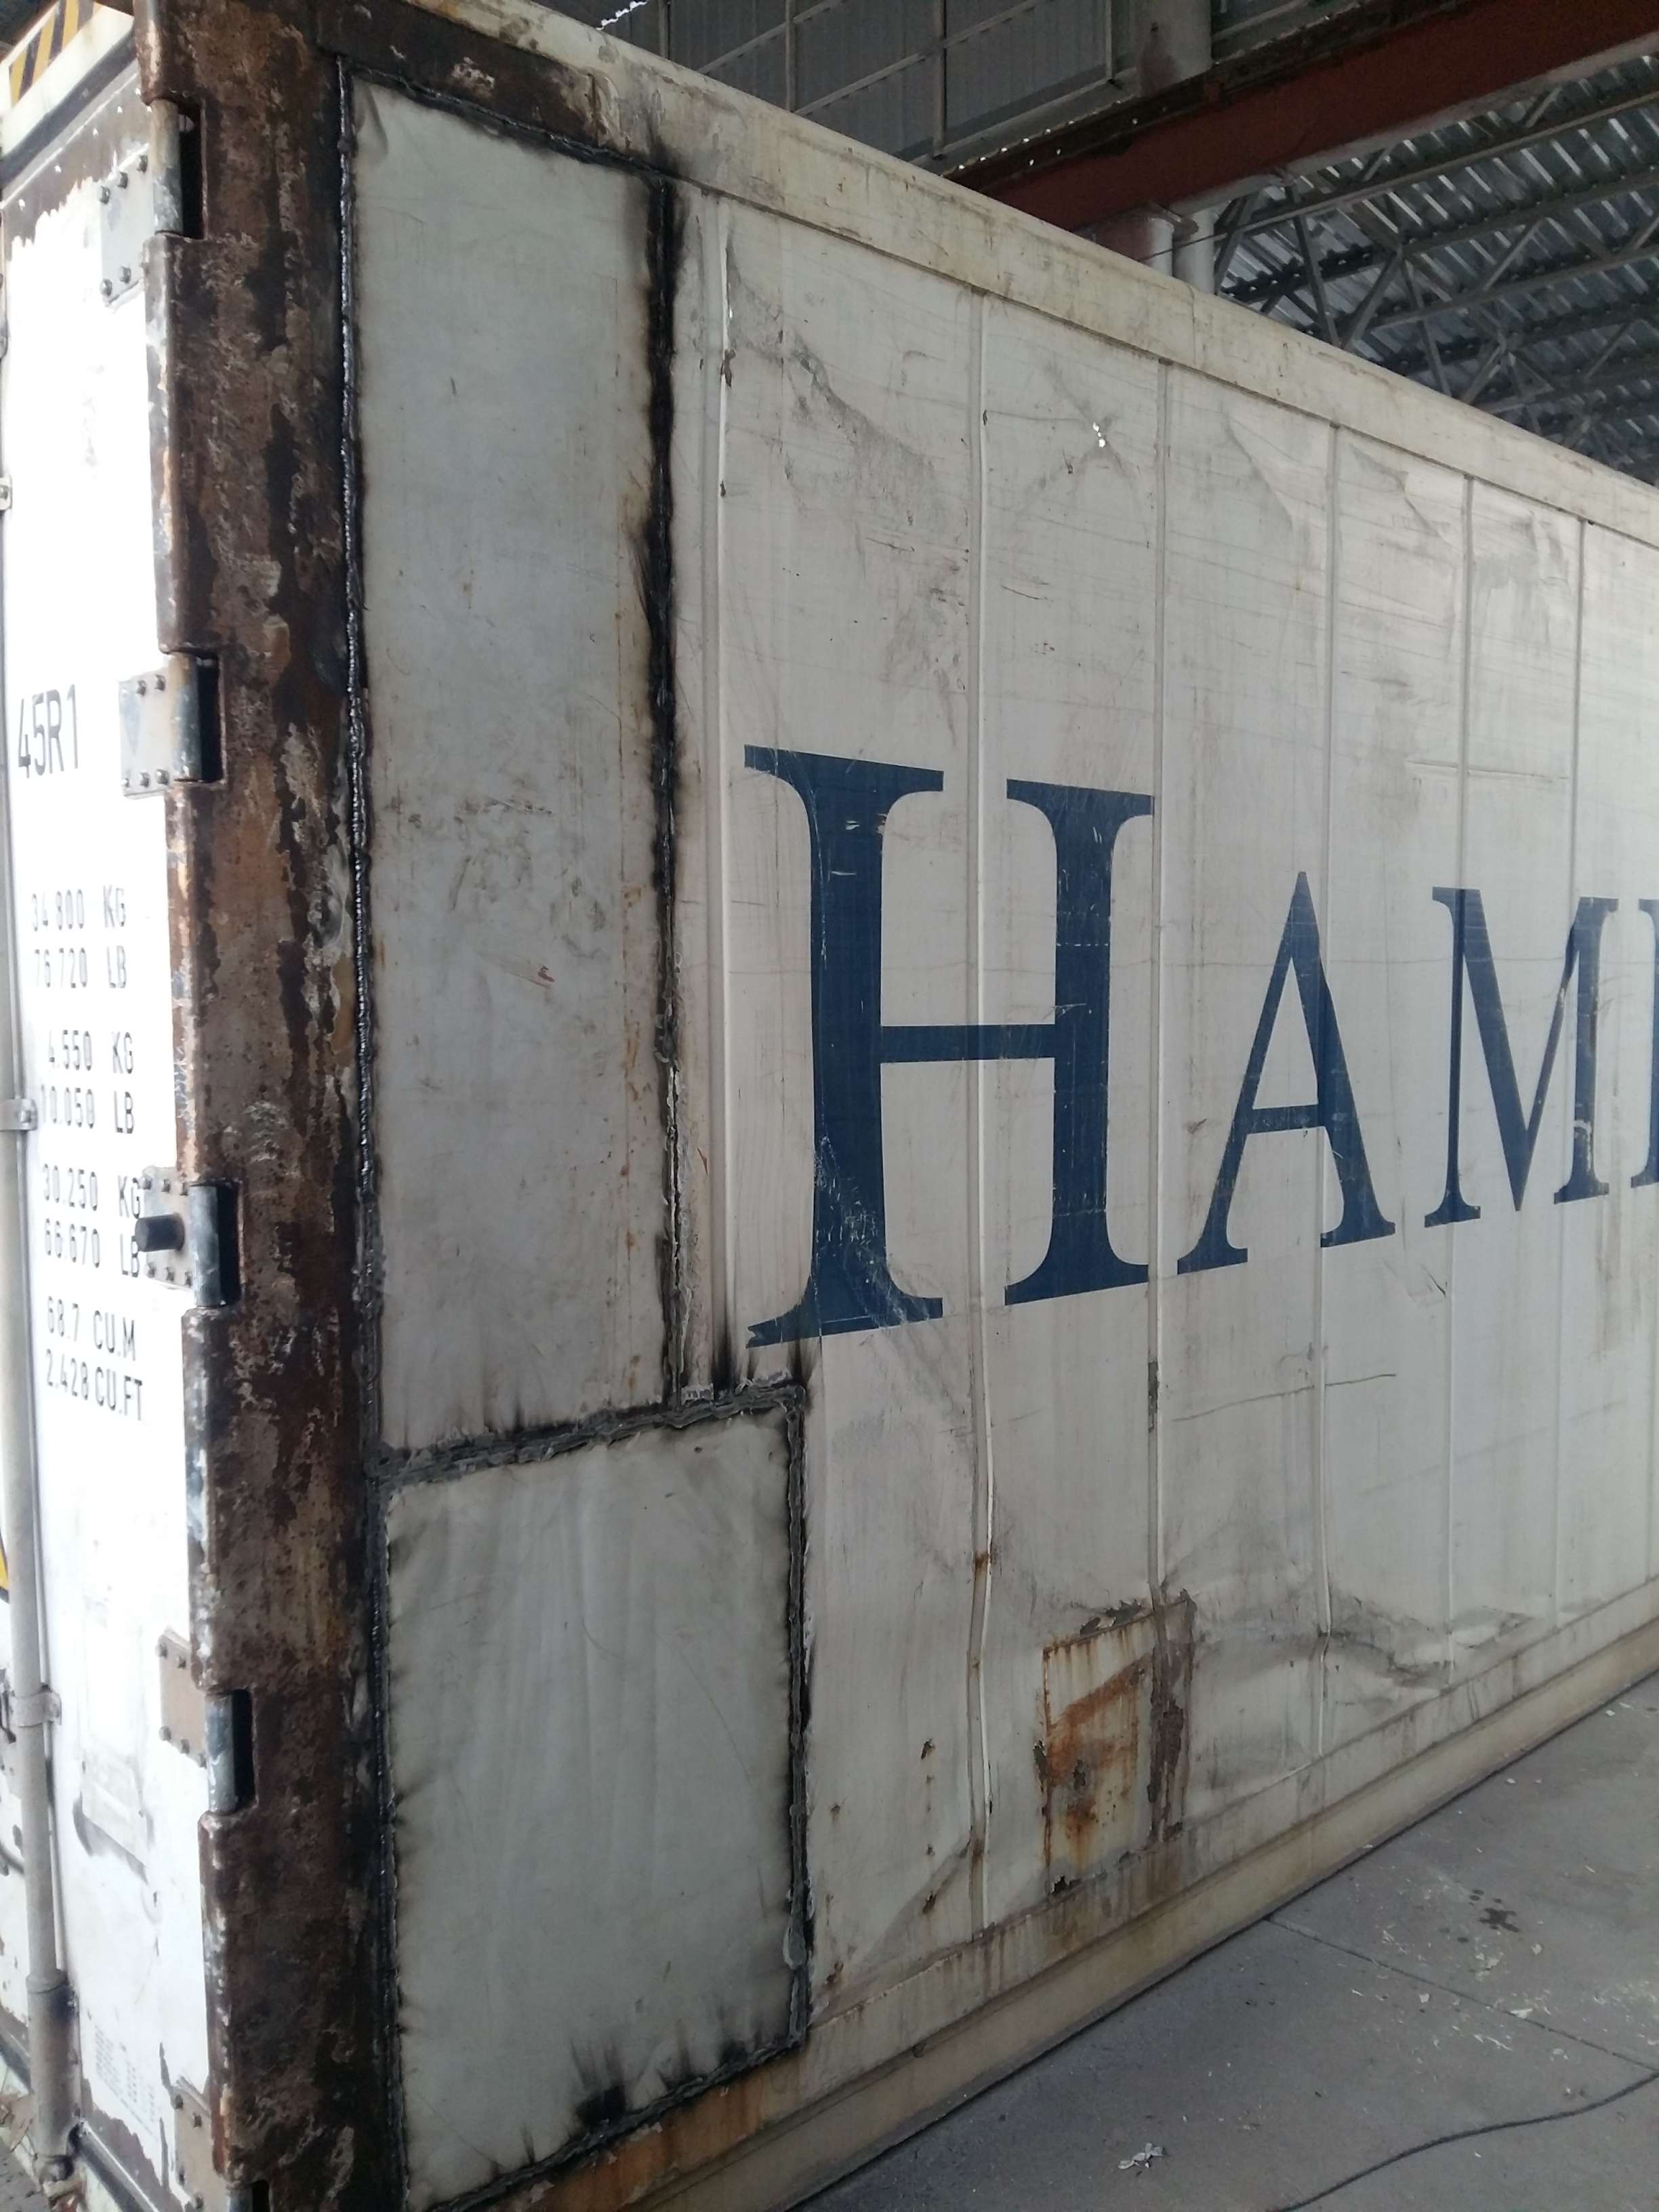 45R1
34.800 KG
76.720 LB
4.550 KG
10.050 LB
30.250 KG
66.670 LB
68.7 CU.M
2.428 CU.FT
HAM